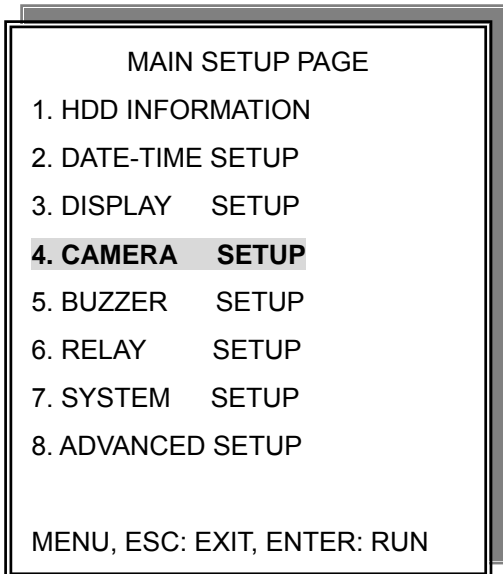 MAIN SETUP PAGE
1. HDD INFORMATION
2. DATE-TIME SETUP
3. DISPLAY SETUP
4. CAMERA SETUP
5. BUZZER SETUP
6. RELAY SETUP
7. SYSTEM SETUP
8. ADVANCED SETUP
MENU, ESC: EXIT, ENTER: RUN